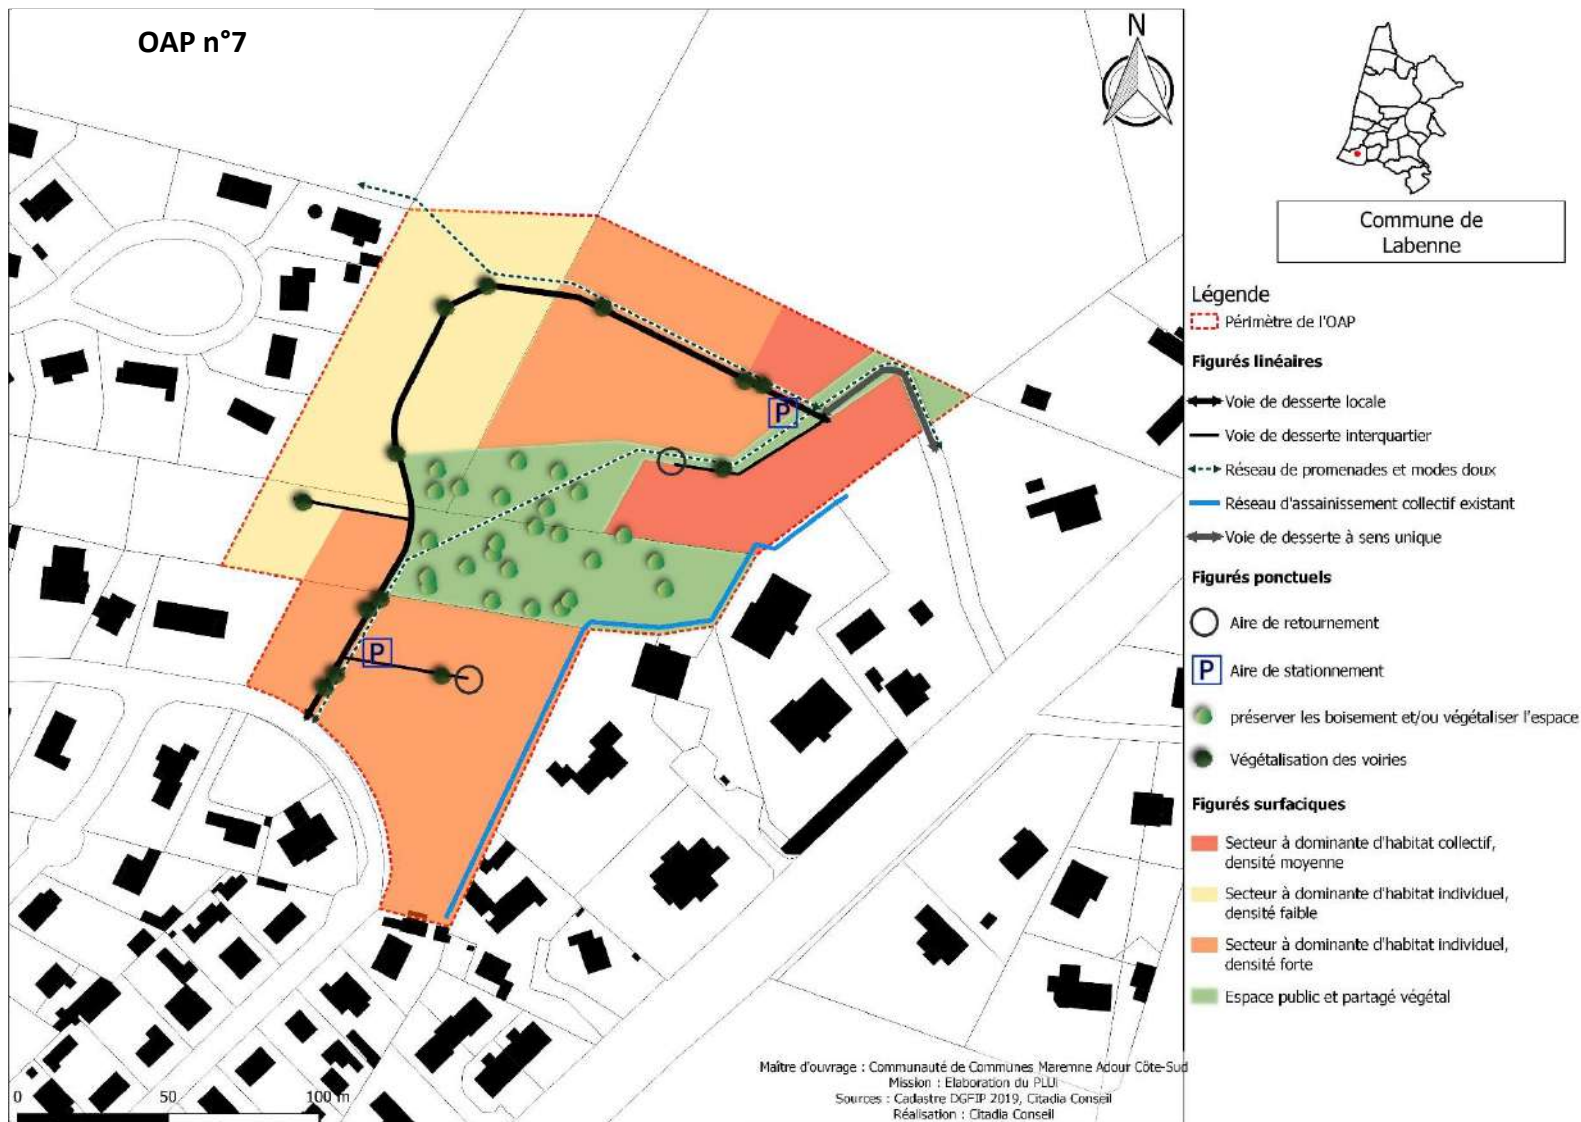 OAP n°7
N
Commune de
Labenne
Légende
Périmètre de l'OAP
Figurés linéaires
Voie de desserte locale
Voie de desserte interquartier
Réseau de promenades et modes doux
Réseau d'assainissement collectif existant
Voie de desserte à sens unique
Figurés ponctuels
Aire de retournement
P Aire de stationnement
préserver les boisement et/ou végétaliser l'espace
Végétalisation des voiries
Figurés surfaciques
Secteur à dominante d'habitat collectif,
densité moyenne
Secteur à dominante d'habitat individuel,
densité faible
Secteur à dominante d'habitat individuel,
densité forte
Espace public et partagé végétal
P
P
Maître d'ouvrage : Communauté de Communes Maremne Adour Côte-Sud
Mission : Elaboration du PLUi
Sources : Cadastre DGFIP 2019, Citadia Conseil
Réalisation : Citadia Conseil
0 50 100 m